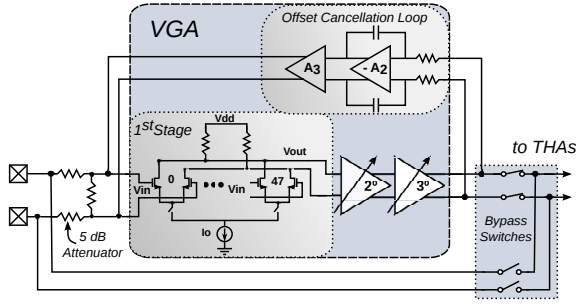 Offset Cancellation Loop
VGA
A3
- A2
1stStage
Vdd
Vout
to THAs
Vin
0
Vin
47
2º
3º
Io
5 dB
Attenuator
Bypass
Switches